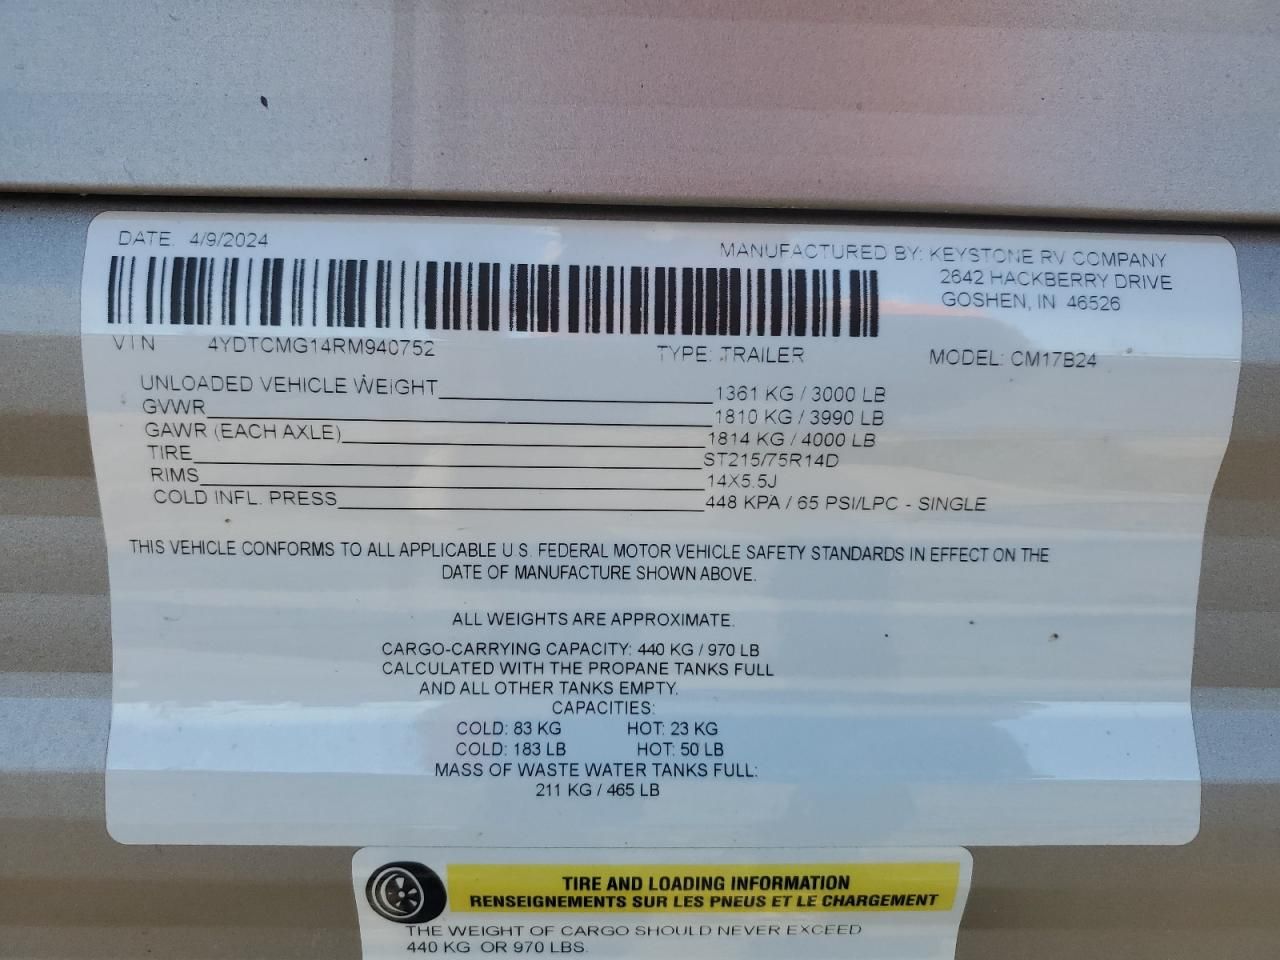 DATE. 4/9/2024
MANUFACTURED BY: KEYSTONE RV COMPANY
2642 HACKBERRY DRIVE
GOSHEN, IN 46526
VIN 4YDTCMG14RM940752 TYPE: TRAILER MODEL: CM17B24
UNLOADED VEHICLE WEIGHT 1361 KG / 3000 LB
GVWR 1810 KG / 3990 LB
GAWR (EACH AXLE) 1814 KG / 4000 LB
TIRE ST215/75R14D
RIMS 14X5.5J
COLD INFL. PRESS 448 KPA / 65 PSI/LPC - SINGLE
THIS VEHICLE CONFORMS TO ALL APPLICABLE U.S. FEDERAL MOTOR VEHICLE SAFETY STANDARDS IN EFFECT ON THE
DATE OF MANUFACTURE SHOWN ABOVE.
ALL WEIGHTS ARE APPROXIMATE.
CARGO-CARRYING CAPACITY: 440 KG / 970 LB
CALCULATED WITH THE PROPANE TANKS FULL
AND ALL OTHER TANKS EMPTY.
CAPACITIES:
COLD: 83 KG HOT: 23 KG
COLD: 183 LB HOT: 50 LB
MASS OF WASTE WATER TANKS FULL:
211 KG / 465 LB
TIRE AND LOADING INFORMATION
RENSEIGNEMENTS SUR LES PNEUS ET LE CHARGEMENT
THE WEIGHT OF CARGO SHOULD NEVER EXCEED
440 KG OR 970 LBS.